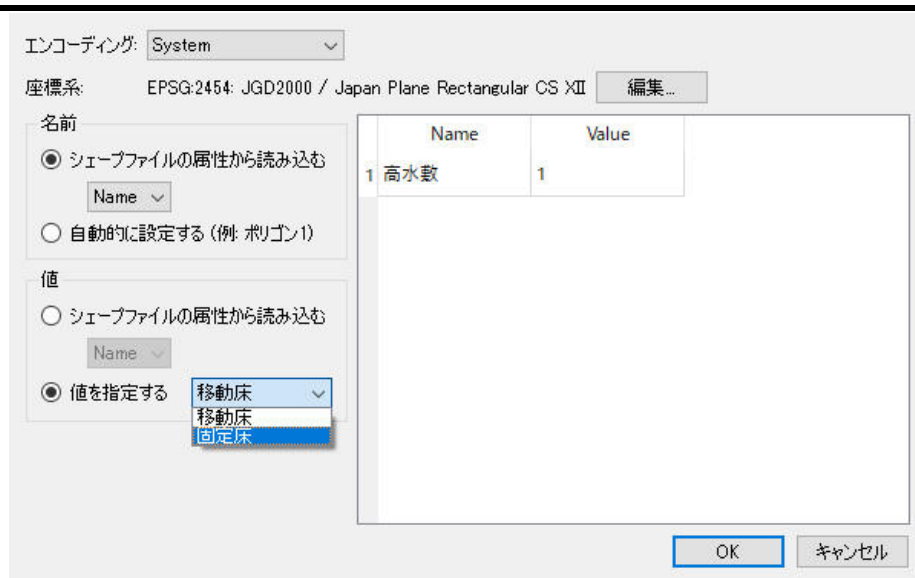 エンコーディング: System
座標系: EPSG:2454: JGD2000 / Japan Plane Rectangular CS XII 編集...
名前
シェープファイルの属性から読み込む
Name
自動的に設定する (例: ポリゴン1)
値
シェープファイルの属性から読み込む
Name
値を指定する 移動床
移動床
固定床
Name Value
1 高水敷 1
OK キャンセル